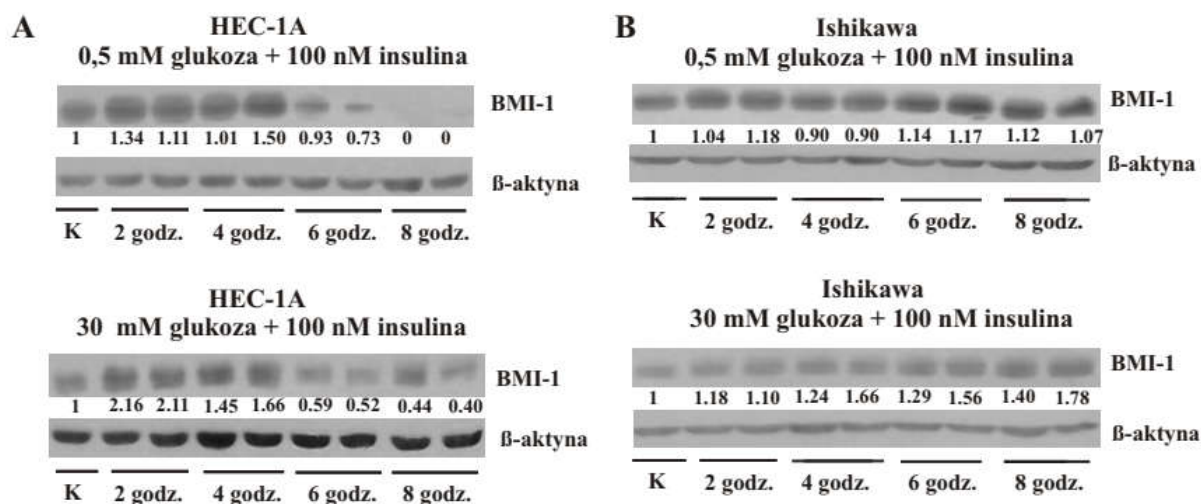 A
HEC-1A
0,5 mM glukoza + 100 nM insulina
BMI-1
1 1.34 1.11 1.01 1.50 0.93 0.73 0 0
ß-aktyna
K 2 godz. 4 godz. 6 godz. 8 godz.
HEC-1A
30 mM glukoza + 100 nM insulina
BMI-1
1 2.16 2.11 1.45 1.66 0.59 0.52 0.44 0.40
ß-aktyna
K 2 godz. 4 godz. 6 godz. 8 godz.
B
Ishikawa
0,5 mM glukoza + 100 nM insulina
BMI-1
1 1.04 1.18 0.90 0.90 1.14 1.17 1.12 1.07
ß-aktyna
K 2 godz. 4 godz. 6 godz. 8 godz.
Ishikawa
30 mM glukoza + 100 nM insulina
BMI-1
1 1.18 1.10 1.24 1.66 1.29 1.56 1.40 1.78
ß-aktyna
K 2 godz. 4 godz. 6 godz. 8 godz.